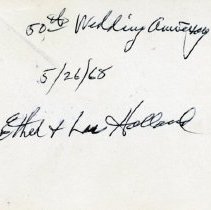 50th Wedding Anniversary
5/26/68
Ethel & Lee Holland